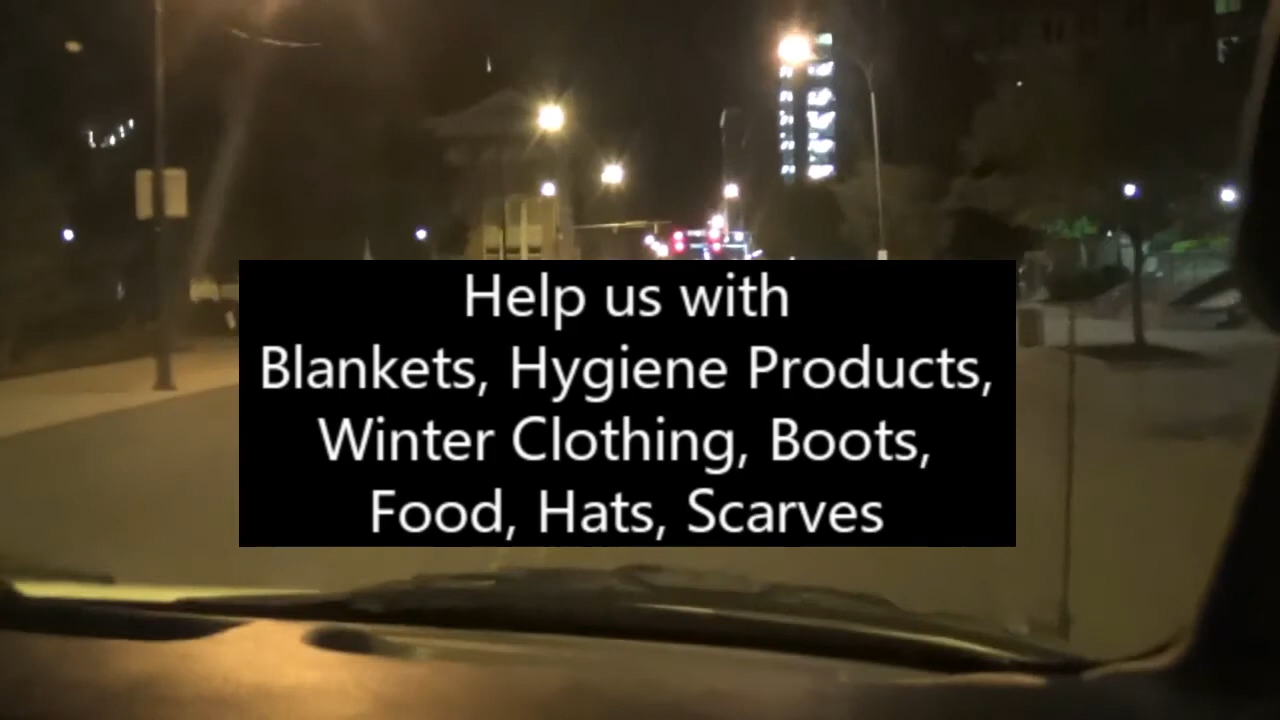 Help us with
Blankets, Hygiene Products,
Winter Clothing, Boots,
Food, Hats, Scarves